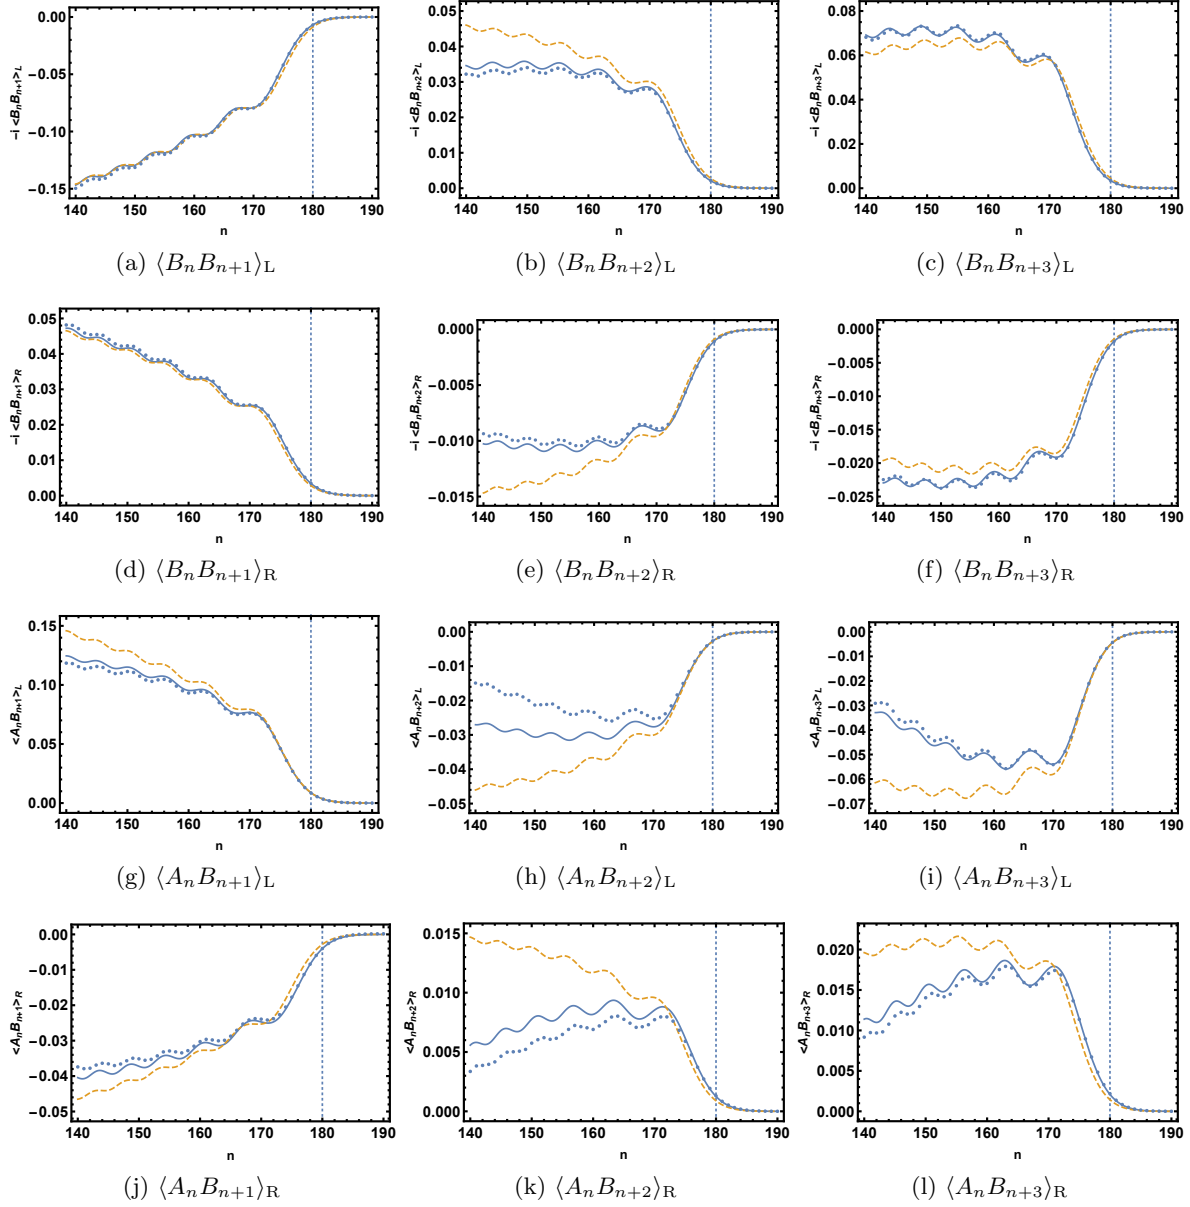 0.00
−0.05
−0.10
−0.15
−i <BₙBₙ₊₁>L
140 150 160 170 180 190
n
(a) ⟨BₙBₙ₊₁⟩L
0.05
0.04
0.03
0.02
0.01
0.00
−i <BₙBₙ₊₂>L
140 150 160 170 180 190
n
(b) ⟨BₙBₙ₊₂⟩L
0.08
0.06
0.04
0.02
0.00
−i <BₙBₙ₊₃>L
140 150 160 170 180 190
n
(c) ⟨BₙBₙ₊₃⟩L
0.05
0.04
0.03
0.02
0.01
0.00
−i <BₙBₙ₊₁>R
140 150 160 170 180 190
n
(d) ⟨BₙBₙ₊₁⟩R
0.000
−0.005
−0.010
−0.015
−i <BₙBₙ₊₂>R
140 150 160 170 180 190
n
(e) ⟨BₙBₙ₊₂⟩R
0.000
−0.005
−0.010
−0.015
−0.020
−0.025
−i <BₙBₙ₊₃>R
140 150 160 170 180 190
n
(f) ⟨BₙBₙ₊₃⟩R
0.15
0.10
0.05
0.00
<AₙBₙ₊₁>L
140 150 160 170 180 190
n
(g) ⟨AₙBₙ₊₁⟩L
0.00
−0.01
−0.02
−0.03
−0.04
−0.05
<AₙBₙ₊₂>L
140 150 160 170 180 190
n
(h) ⟨AₙBₙ₊₂⟩L
0.00
−0.01
−0.02
−0.03
−0.04
−0.05
−0.06
−0.07
<AₙBₙ₊₃>L
140 150 160 170 180 190
n
(i) ⟨AₙBₙ₊₃⟩L
0.00
−0.01
−0.02
−0.03
−0.04
−0.05
<AₙBₙ₊₁>R
140 150 160 170 180 190
n
(j) ⟨AₙBₙ₊₁⟩R
0.015
0.010
0.005
0.000
<AₙBₙ₊₂>R
140 150 160 170 180 190
n
(k) ⟨AₙBₙ₊₂⟩R
0.020
0.015
0.010
0.005
0.000
<AₙBₙ₊₃>R
140 150 160 170 180 190
n
(l) ⟨AₙBₙ₊₃⟩R